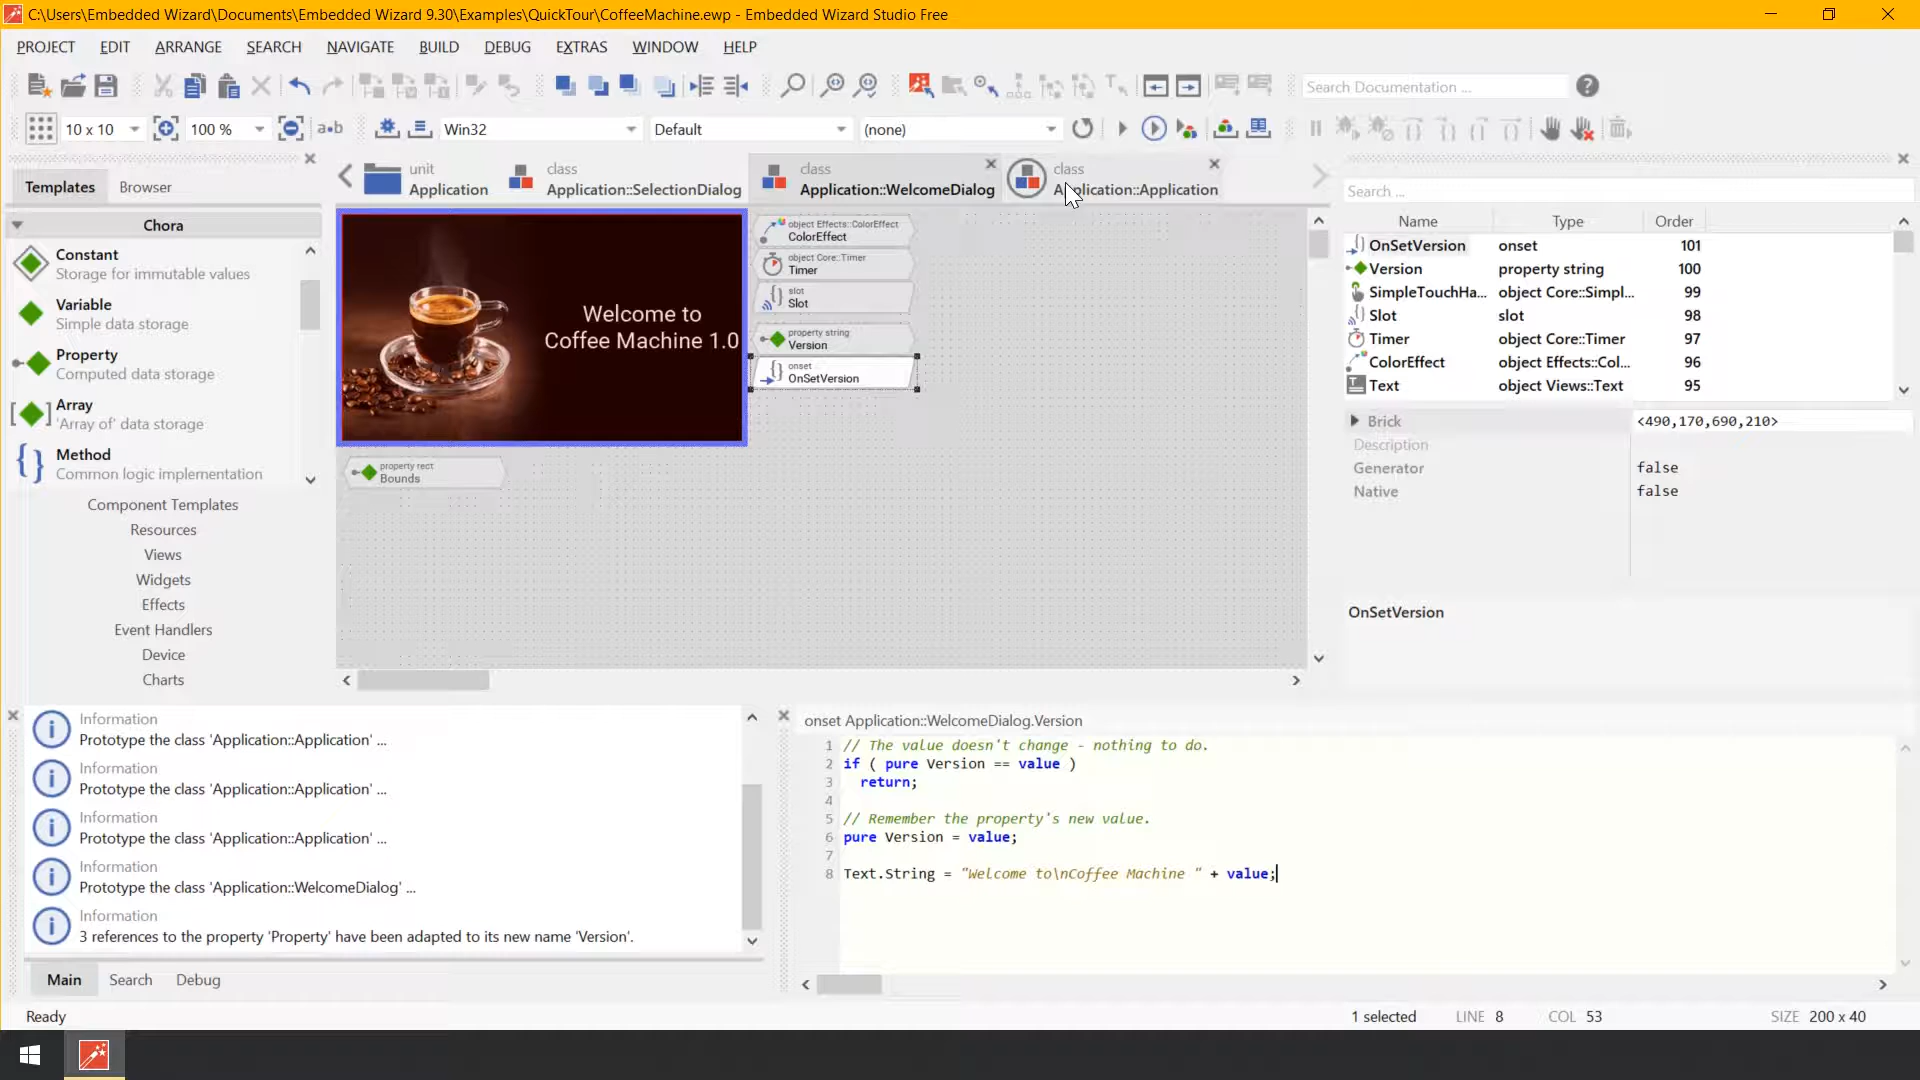 C:\Users\Embedded Wizard\Documents\Embedded Wizard 9.30\Examples\QuickTour\CoffeeMachine.ewp - Embedded Wizard Studio Free
PROJECT EDIT ARRANGE SEARCH NAVIGATE BUILD DEBUG EXTRAS WINDOW HELP
Search Documentation ...
10 x 10 100 % a▸b Win32 Default (none)
Templates Browser
unit
Application
class
Application::SelectionDialog
class
Application::WelcomeDialog
class
Application::Application
Chora
Constant
Storage for immutable values
Variable
Simple data storage
Property
Computed data storage
Array
'Array of' data storage
Method
Common logic implementation
Component Templates
Resources
Views
Widgets
Effects
Event Handlers
Device
Charts
Welcome to
Coffee Machine 1.0
object Effects::ColorEffect
ColorEffect
object Core::Timer
Timer
slot
Slot
property string
Version
onset
OnSetVersion
property rect
Bounds
Search ...
Name Type Order
OnSetVersion onset 101
Version property string 100
SimpleTouchHa... object Core::Simpl... 99
Slot slot 98
Timer object Core::Timer 97
ColorEffect object Effects::Col... 96
Text object Views::Text 95
Brick <490,170,690,210>
Description
Generator false
Native false
OnSetVersion
Information
Prototype the class 'Application::Application' ...
Information
Prototype the class 'Application::Application' ...
Information
Prototype the class 'Application::Application' ...
Information
Prototype the class 'Application::WelcomeDialog' ...
Information
3 references to the property 'Property' have been adapted to its new name 'Version'.
Main Search Debug
onset Application::WelcomeDialog.Version
1 // The value doesn't change - nothing to do.
2 if ( pure Version == value )
3 return;
4
5 // Remember the property's new value.
6 pure Version = value;
7
8 Text.String = "Welcome to\nCoffee Machine " + value;
Ready 1 selected LINE 8 COL 53 SIZE 200 x 40